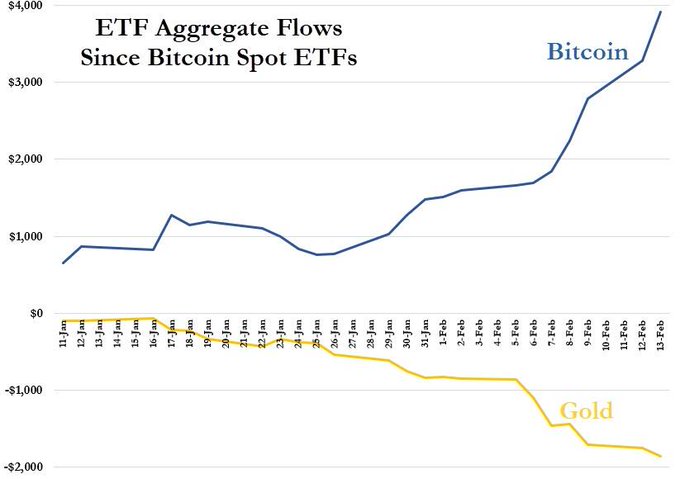 ETF Aggregate Flows
Since Bitcoin Spot ETFs
$4,000
Bitcoin
$3,000
$2,000
$1,000
$0
11-Jan
12-Jan
13-Jan
14-Jan
15-Jan
16-Jan
17-Jan
18-Jan
19-Jan
20-Jan
21-Jan
22-Jan
23-Jan
24-Jan
25-Jan
26-Jan
27-Jan
28-Jan
29-Jan
30-Jan
31-Jan
1-Feb
2-Feb
3-Feb
4-Feb
5-Feb
6-Feb
7-Feb
8-Feb
9-Feb
10-Feb
11-Feb
12-Feb
13-Feb
-$1,000
Gold
-$2,000